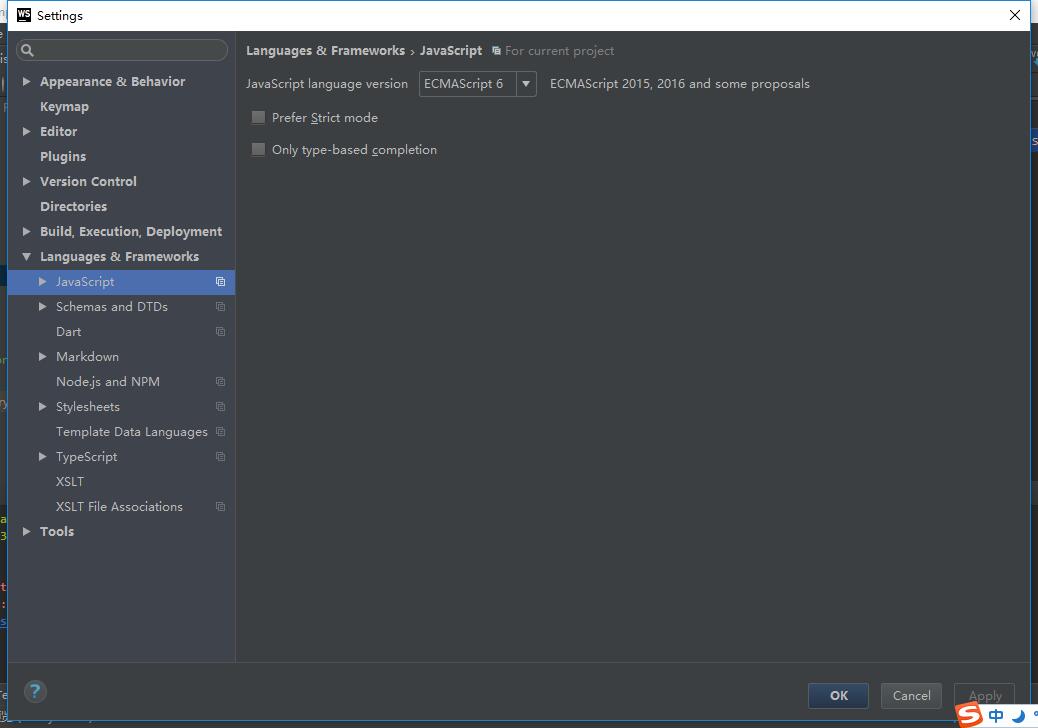 WS Settings
Languages & Frameworks › JavaScript For current project
JavaScript language version ECMAScript 6 ECMAScript 2015, 2016 and some proposals
Prefer Strict mode
Only type-based completion
Appearance & Behavior
Keymap
Editor
Plugins
Version Control
Directories
Build, Execution, Deployment
Languages & Frameworks
JavaScript
Schemas and DTDs
Dart
Markdown
Node.js and NPM
Stylesheets
Template Data Languages
TypeScript
XSLT
XSLT File Associations
Tools
?
OK
Cancel
Apply
S 中